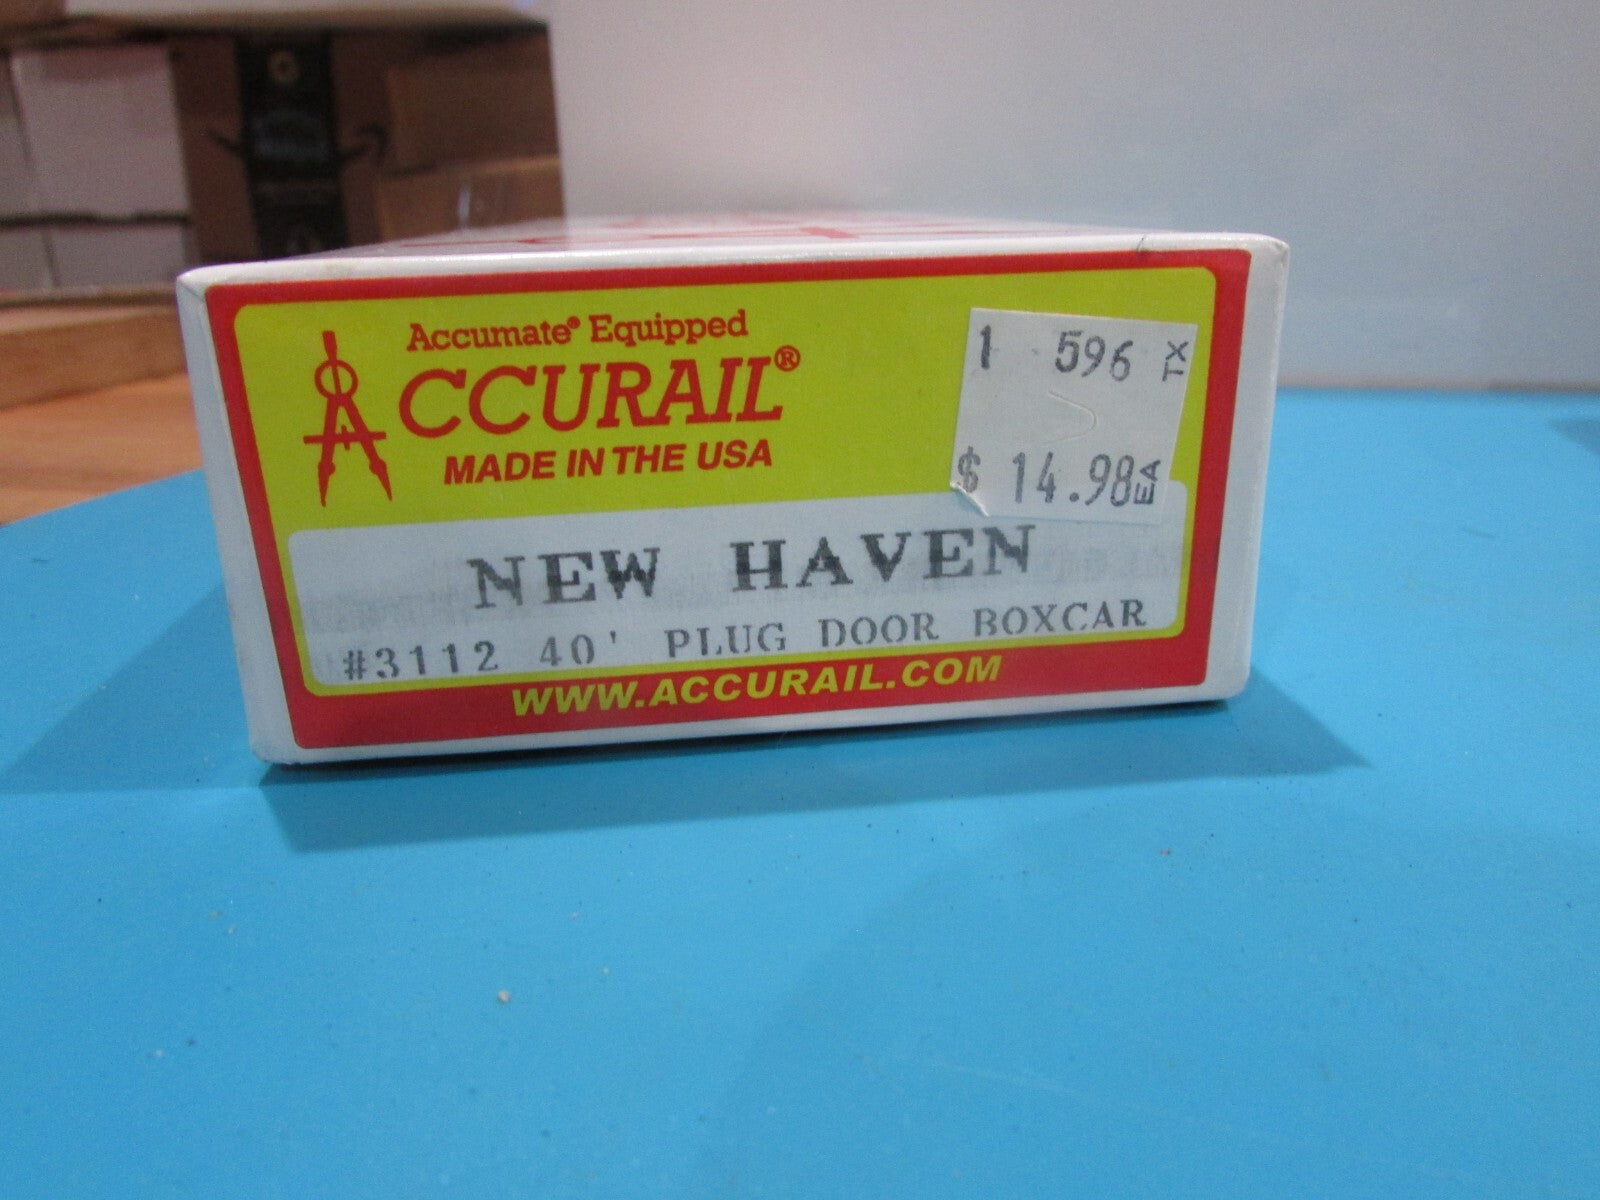 Accumate® Equipped
ACCURAIL®
MADE IN THE USA
1 596 TX
$ 14.98 EA
NEW HAVEN
#3112 40' PLUG DOOR BOXCAR
WWW.ACCURAIL.COM